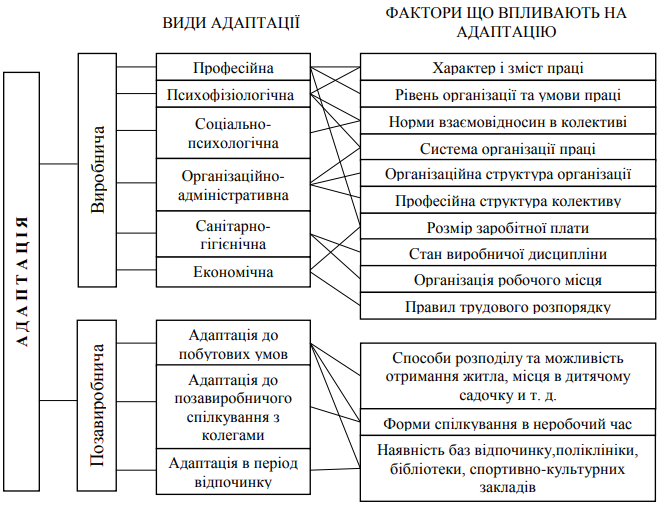 ВИДИ АДАПТАЦІЇ
ФАКТОРИ ЩО ВПЛИВАЮТЬ НА
АДАПТАЦІЮ
АДАПТАЦІЯ
Виробнича
Професійна
Психофізіологічна
Соціально-
психологічна
Організаційно-
адміністративна
Санітарно-
гігієнічна
Економічна
Характер і зміст праці
Рівень організації та умови праці
Норми взаємовідносин в колективі
Система організації праці
Організаційна структура організації
Професійна структура колективу
Розмір заробітної плати
Стан виробничої дисципліни
Організація робочого місця
Правил трудового розпорядку
Позавиробнича
Адаптація до
побутових умов
Адаптація до
позавиробничого
спілкування з
колегами
Адаптація в період
відпочинку
Способи розподілу та можливість
отримання житла, місця в дитячому
садочку и т. д.
Форми спілкування в неробочий час
Наявність баз відпочинку,поліклініки,
бібліотеки, спортивно-культурних
закладів